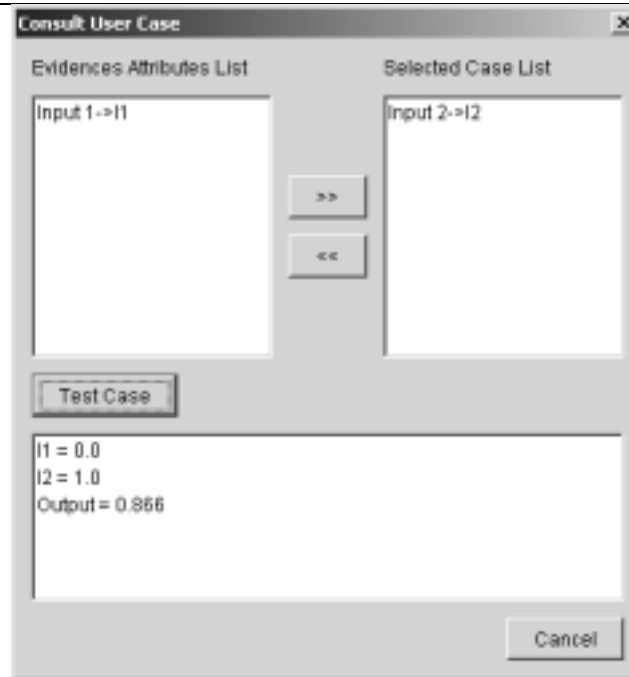 Consult User Case
Evidences Attributes List
Selected Case List
Input 1->I1
Input 2->I2
>>
<<
Test Case
I1 = 0.0
I2 = 1.0
Output = 0.866
Cancel